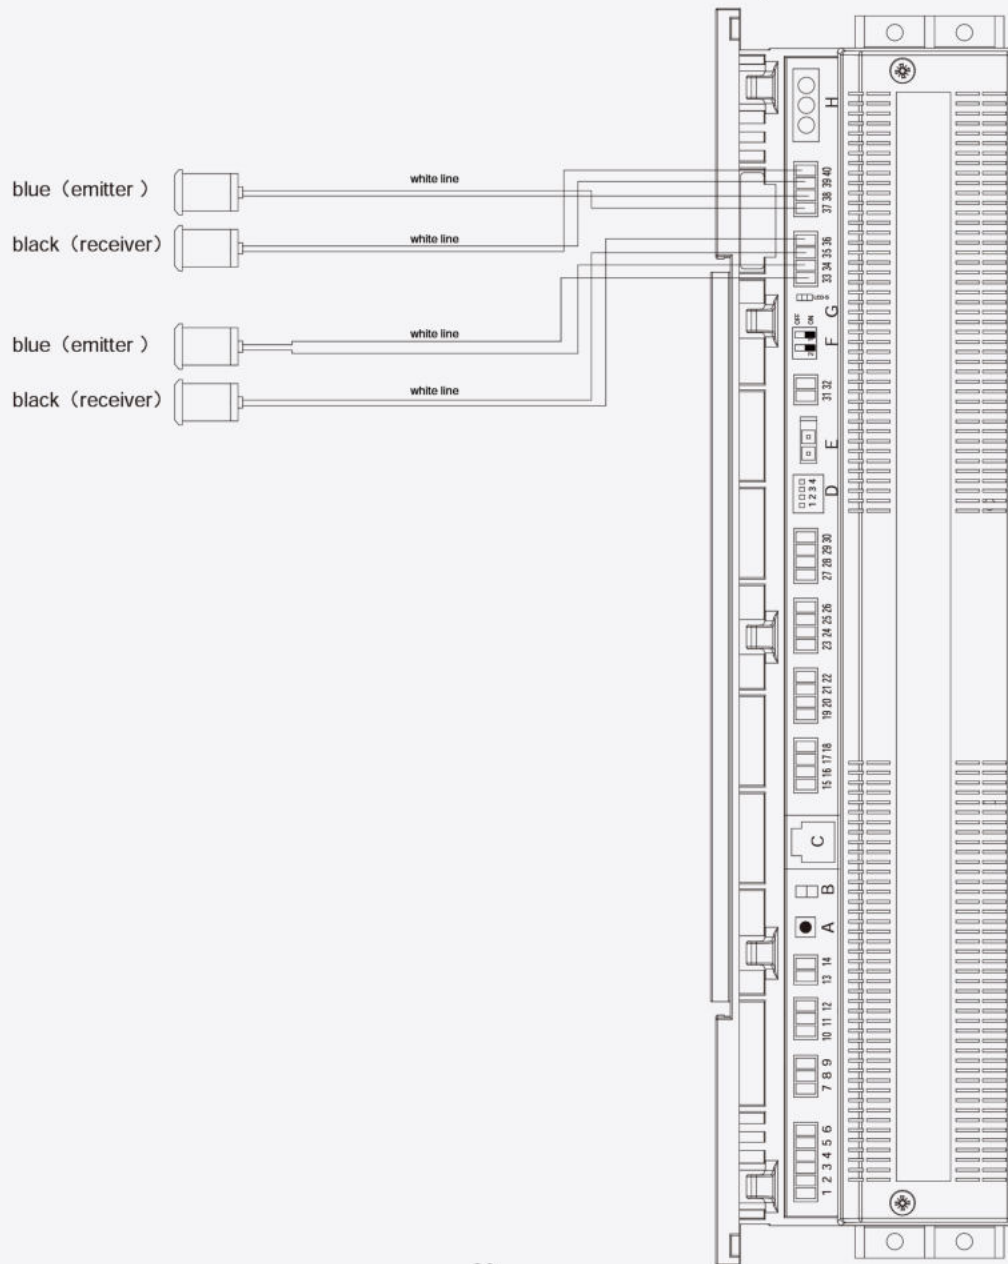 H
37 38 39 40
white line
blue（emitter ）
white line
black（receiver）
33 34 35 36
G
OFF ON
F
white line
blue（emitter ）
31 32
white line
black（receiver）
E
1 2 3 4
D
27 28 29 30
23 24 25 26
19 20 21 22
15 16 17 18
C
B
A
13 14
10 11 12
7 8 9
1 2 3 4 5 6